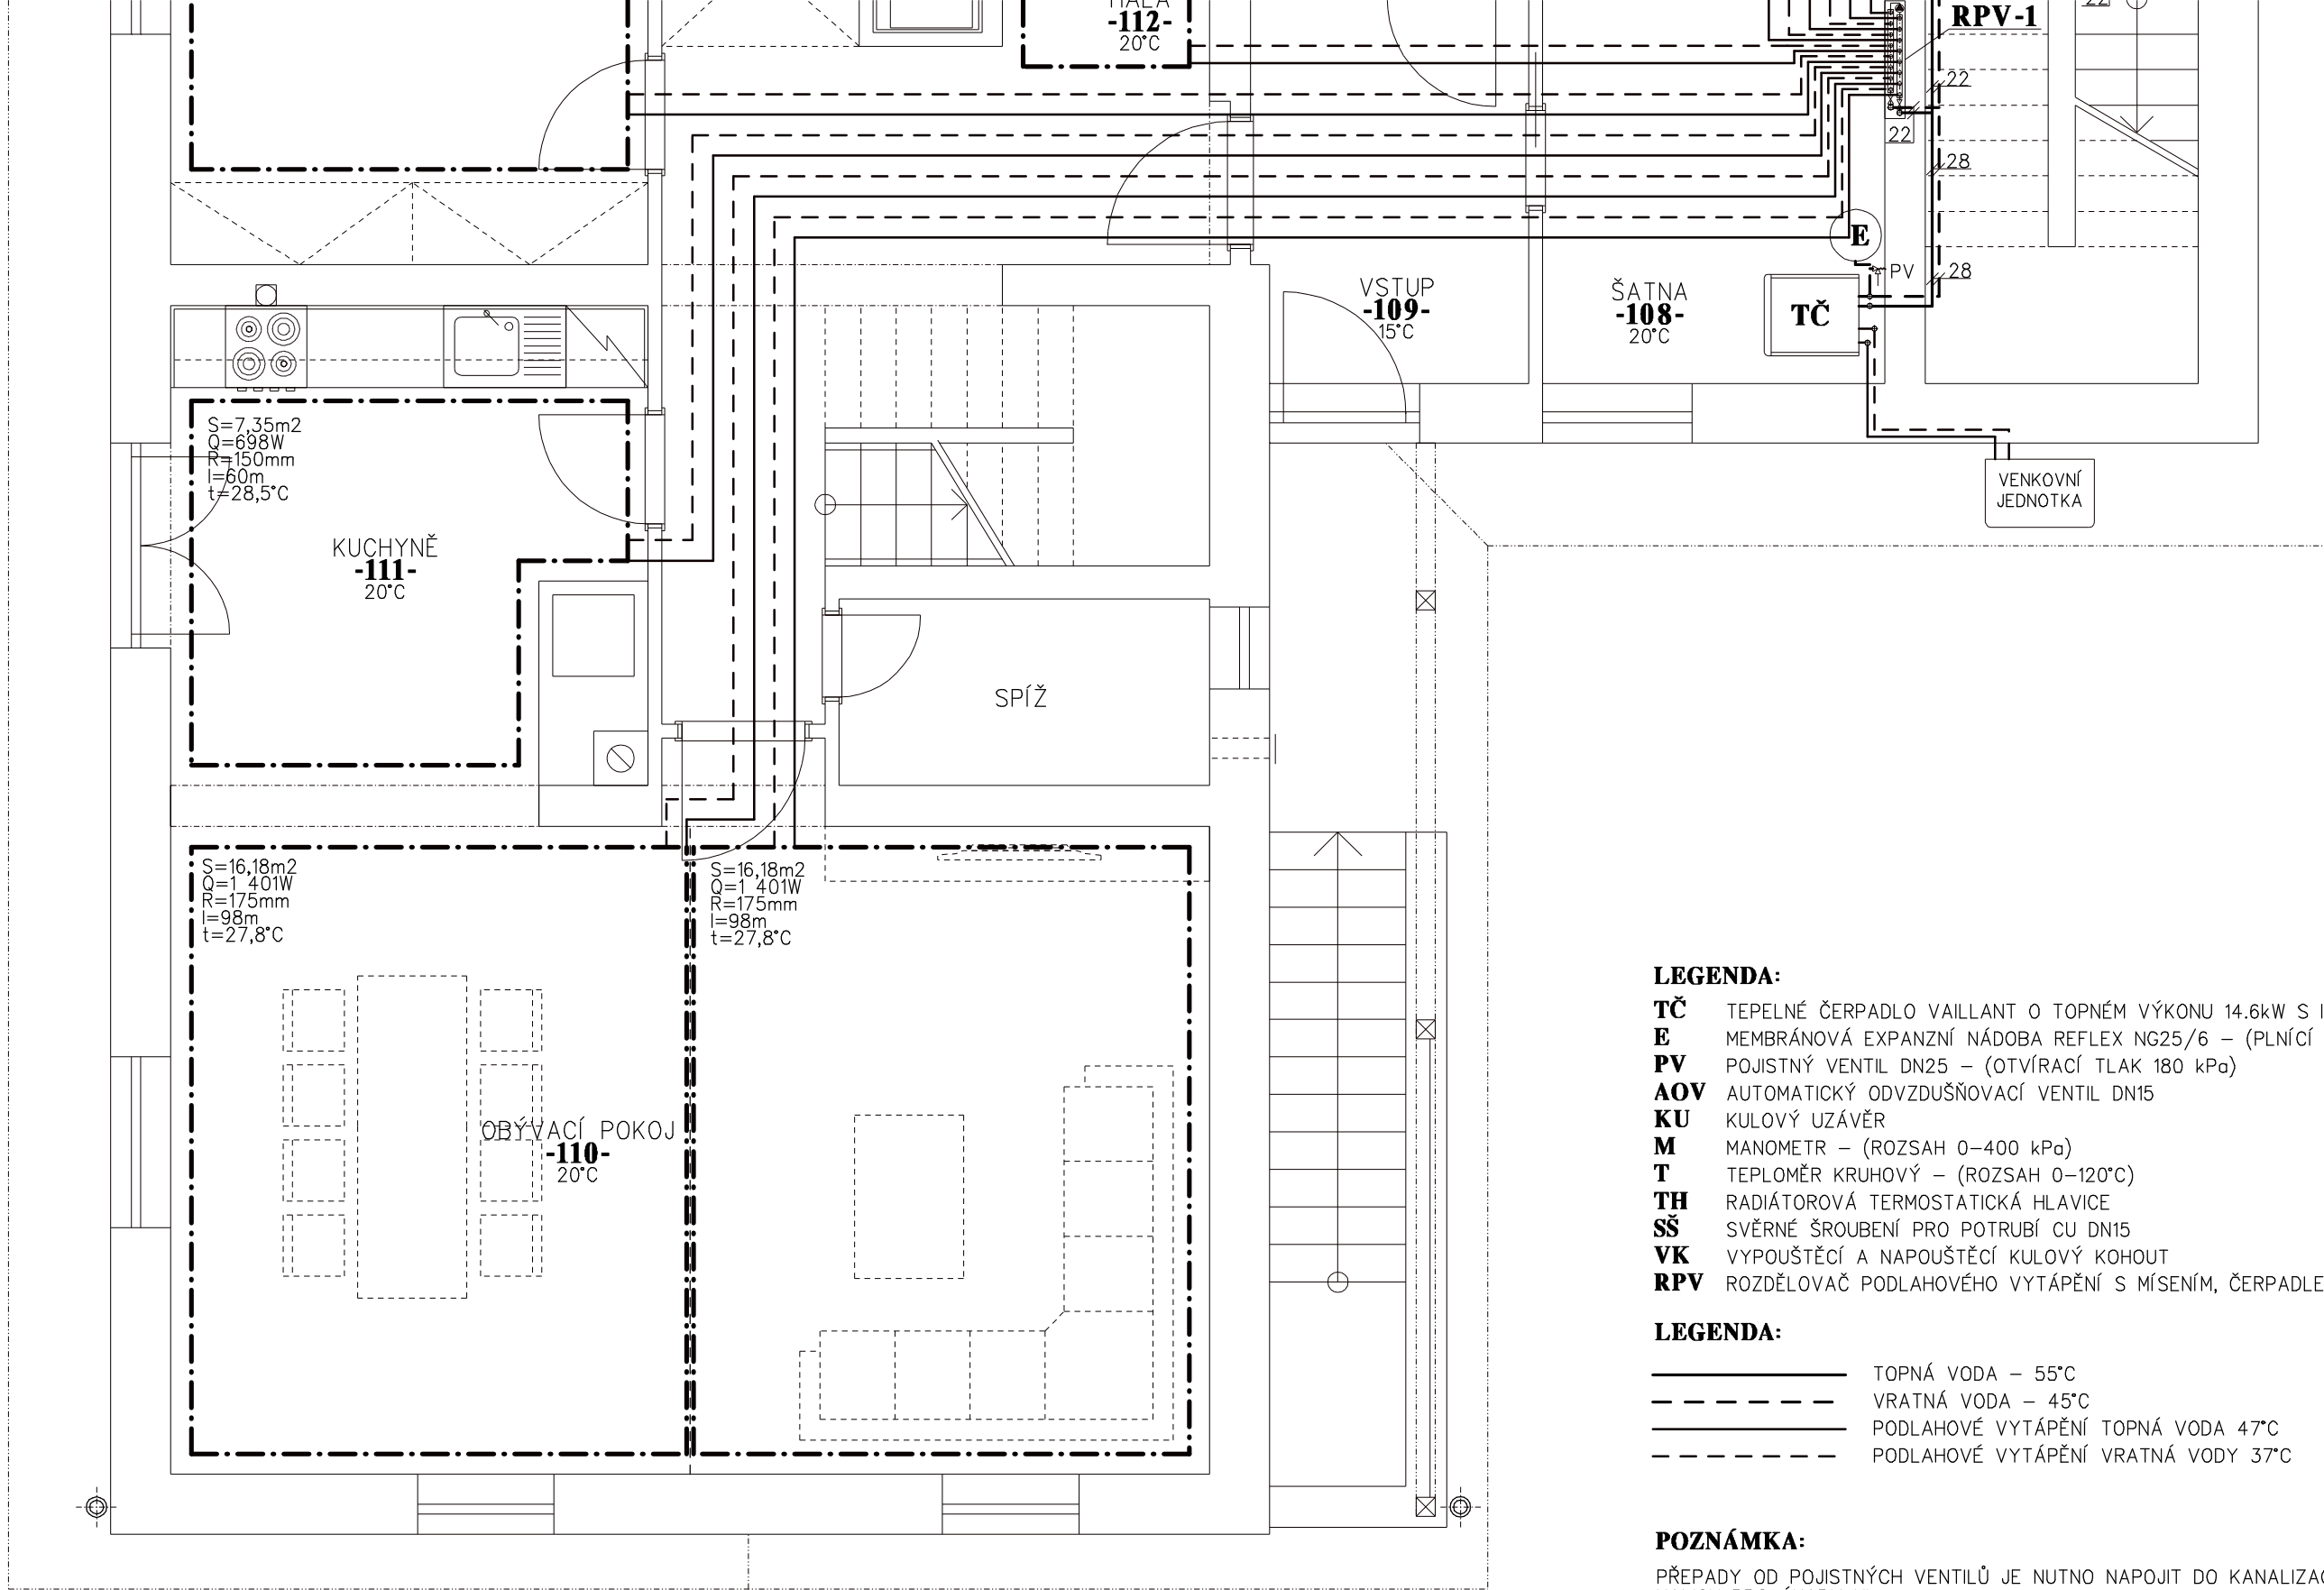 -112-
20°C
RPV-1
22
22
28
28
E
PV
TČ
VSTUP
-109-
15°C
ŠATNA
-108-
20°C
VENKOVNÍ
JEDNOTKA
S=7,35m2
Q=698W
R=150mm
l=60m
t=28,5°C
KUCHYNĚ
-111-
20°C
SPÍŽ
S=16,18m2
Q=1 401W
R=175mm
l=98m
t=27,8°C
S=16,18m2
Q=1 401W
R=175mm
l=98m
t=27,8°C
OBÝVACÍ POKOJ
-110-
20°C
LEGENDA:
TČ TEPELNÉ ČERPADLO VAILLANT O TOPNÉM VÝKONU 14.6kW S
E MEMBRÁNOVÁ EXPANZNÍ NÁDOBA REFLEX NG25/6 – (PLNÍCÍ
PV POJISTNÝ VENTIL DN25 – (OTVÍRACÍ TLAK 180 kPa)
AOV AUTOMATICKÝ ODVZDUŠŇOVACÍ VENTIL DN15
KU KULOVÝ UZÁVĚR
M MANOMETR – (ROZSAH 0–400 kPa)
T TEPLOMĚR KRUHOVÝ – (ROZSAH 0–120°C)
TH RADIÁTOROVÁ TERMOSTATICKÁ HLAVICE
SŠ SVĚRNÉ ŠROUBENÍ PRO POTRUBÍ CU DN15
VK VYPOUŠTĚCÍ A NAPOUŠTĚCÍ KULOVÝ KOHOUT
RPV ROZDĚLOVAČ PODLAHOVÉHO VYTÁPĚNÍ S MÍSENÍM, ČERPADLE
LEGENDA:
TOPNÁ VODA – 55°C
VRATNÁ VODA – 45°C
PODLAHOVÉ VYTÁPĚNÍ TOPNÁ VODA 47°C
PODLAHOVÉ VYTÁPĚNÍ VRATNÁ VODY 37°C
POZNÁMKA:
PŘEPADY OD POJISTNÝCH VENTILŮ JE NUTNO NAPOJIT DO KANALIZA